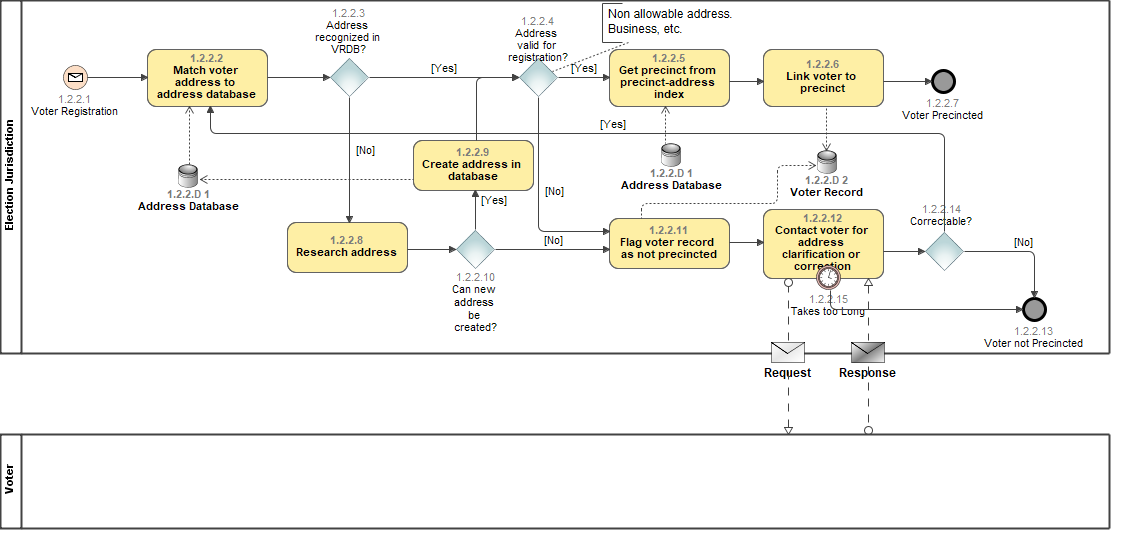 Election Jurisdiction
1.2.2.1
Voter Registration
1.2.2.2
Match voter
address to
address database
1.2.2.3
Address
recognized in
VRDB?
[Yes]
[No]
1.2.2.4
Address
valid for
registration?
Non allowable address.
Business, etc.
[Yes]
[No]
1.2.2.5
Get precinct from
precinct-address
index
1.2.2.6
Link voter to
precinct
1.2.2.7
Voter Precincted
[Yes]
1.2.2.D 1
Address Database
1.2.2.9
Create address in
database
1.2.2.D 1
Address Database
1.2.2.D 2
Voter Record
1.2.2.8
Research address
[Yes]
[No]
1.2.2.10
Can new
address
be
created?
1.2.2.11
Flag voter record
as not precincted
1.2.2.12
Contact voter for
address
clarification or
correction
1.2.2.14
Correctable?
[No]
1.2.2.15
Takes too Long
1.2.2.13
Voter not Precincted
Request
Response
Voter